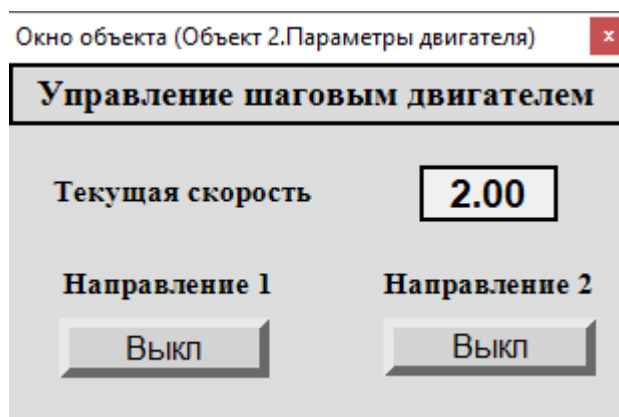 Окно объекта (Объект 2.Параметры двигателя) x
Управление шаговым двигателем
Текущая скорость 2.00
Направление 1 Направление 2
Выкл Выкл